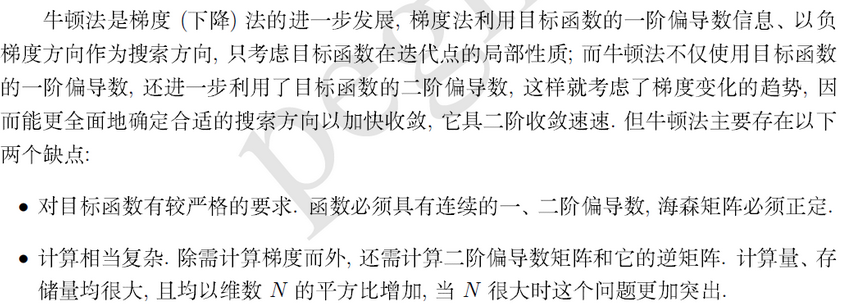 牛顿法是梯度 (下降) 法的进一步发展, 梯度法利用目标函数的一阶偏导数信息、以负
梯度方向作为搜索方向, 只考虑目标函数在迭代点的局部性质; 而牛顿法不仅使用目标函数
的一阶偏导数, 还进一步利用了目标函数的二阶偏导数, 这样就考虑了梯度变化的趋势, 因
而能更全面地确定合适的搜索方向以加快收敛, 它具二阶收敛速速. 但牛顿法主要存在以下
两个缺点:
• 对目标函数有较严格的要求. 函数必须具有连续的一、二阶偏导数, 海森矩阵必须正定.
• 计算相当复杂. 除需计算梯度而外, 还需计算二阶偏导数矩阵和它的逆矩阵. 计算量、存
储量均很大, 且均以维数 N 的平方比增加, 当 N 很大时这个问题更加突出.